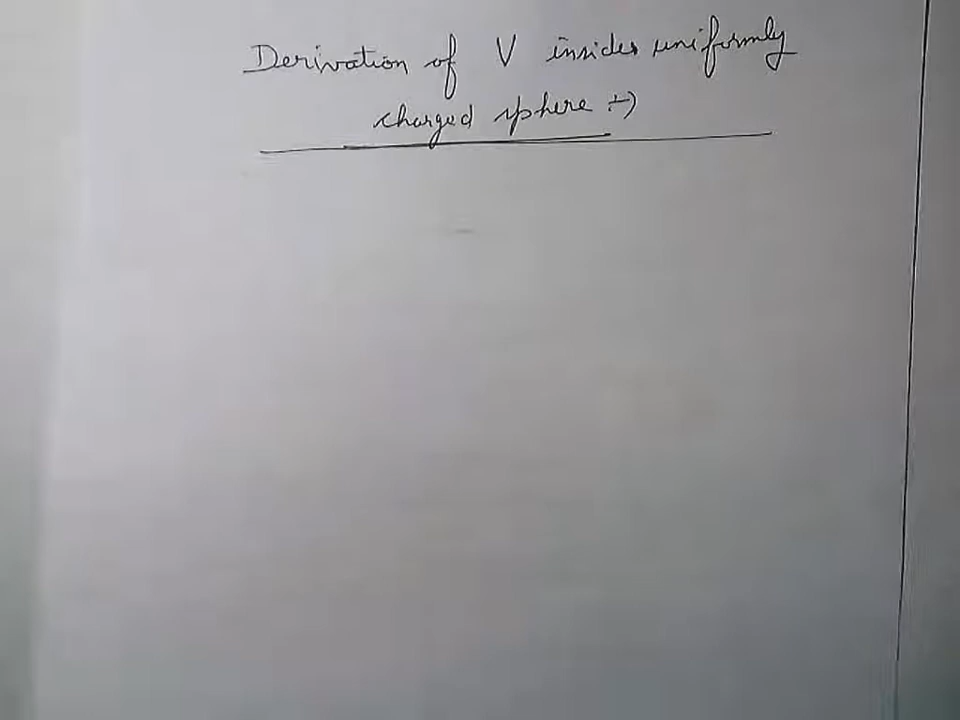 Derivation of V inside uniformly
charged sphere :→